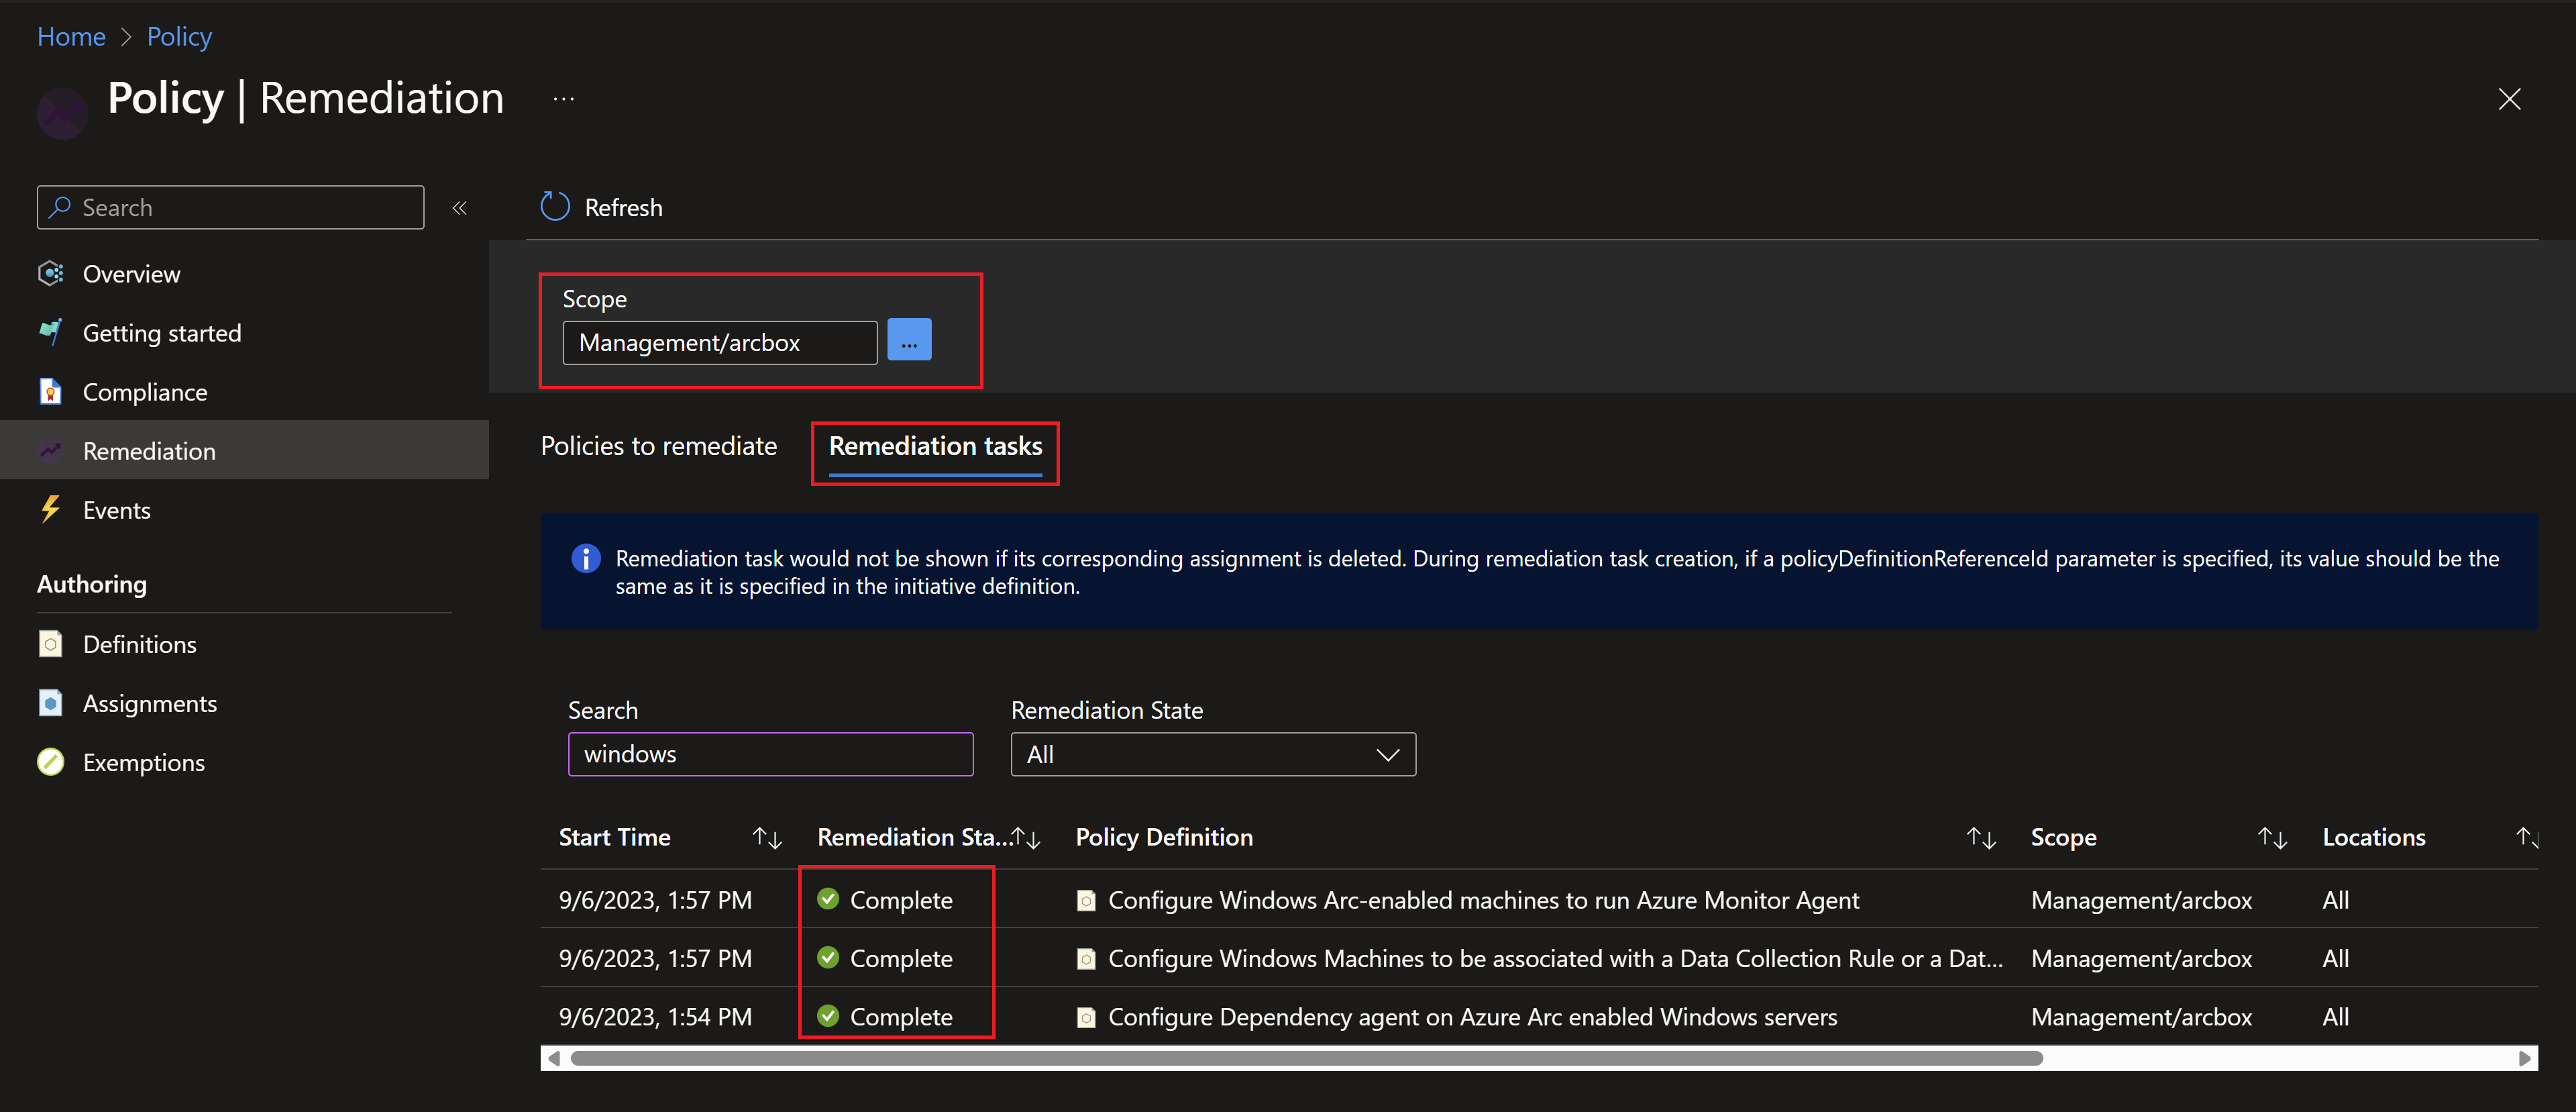 Home > Policy
Policy | Remediation ...
Search «
Overview
Getting started
Compliance
Remediation
Events
Authoring
Definitions
Assignments
Exemptions
Refresh
Scope
Management/arcbox ...
Policies to remediate Remediation tasks
Remediation task would not be shown if its corresponding assignment is deleted. During remediation task creation, if a policyDefinitionReferenceId parameter is specified, its value should be the
same as it is specified in the initiative definition.
Search Remediation State
windows All
Start Time Remediation Sta... Policy Definition Scope Locations
9/6/2023, 1:57 PM Complete Configure Windows Arc-enabled machines to run Azure Monitor Agent Management/arcbox All
9/6/2023, 1:57 PM Complete Configure Windows Machines to be associated with a Data Collection Rule or a Dat... Management/arcbox All
9/6/2023, 1:54 PM Complete Configure Dependency agent on Azure Arc enabled Windows servers Management/arcbox All